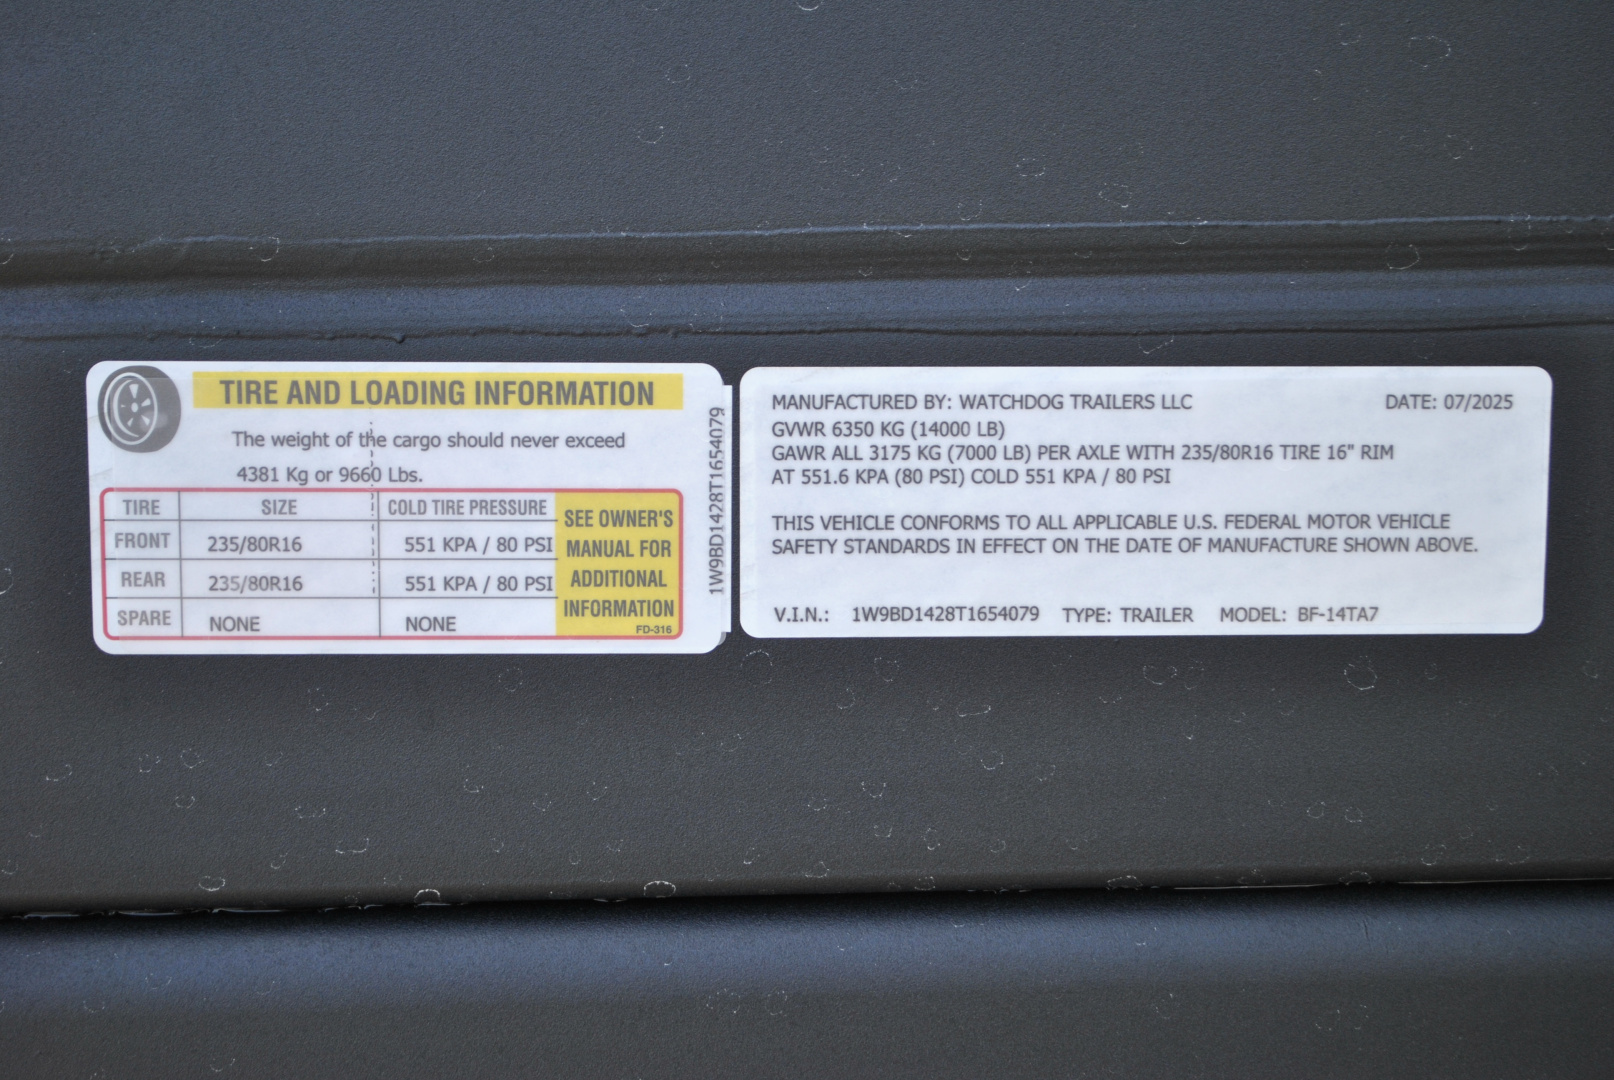 TIRE AND LOADING INFORMATION
The weight of the cargo should never exceed
4381 Kg or 9660 Lbs.
TIRE SIZE COLD TIRE PRESSURE
FRONT 235/80R16 551 KPA / 80 PSI
REAR 235/80R16 551 KPA / 80 PSI
SPARE NONE NONE
SEE OWNER'S
MANUAL FOR
ADDITIONAL
INFORMATION
FD-316
1W9BD1428T1654079
MANUFACTURED BY: WATCHDOG TRAILERS LLC DATE: 07/2025
GVWR 6350 KG (14000 LB)
GAWR ALL 3175 KG (7000 LB) PER AXLE WITH 235/80R16 TIRE 16" RIM
AT 551.6 KPA (80 PSI) COLD 551 KPA / 80 PSI
THIS VEHICLE CONFORMS TO ALL APPLICABLE U.S. FEDERAL MOTOR VEHICLE
SAFETY STANDARDS IN EFFECT ON THE DATE OF MANUFACTURE SHOWN ABOVE.
V.I.N.: 1W9BD1428T1654079 TYPE: TRAILER MODEL: BF-14TA7